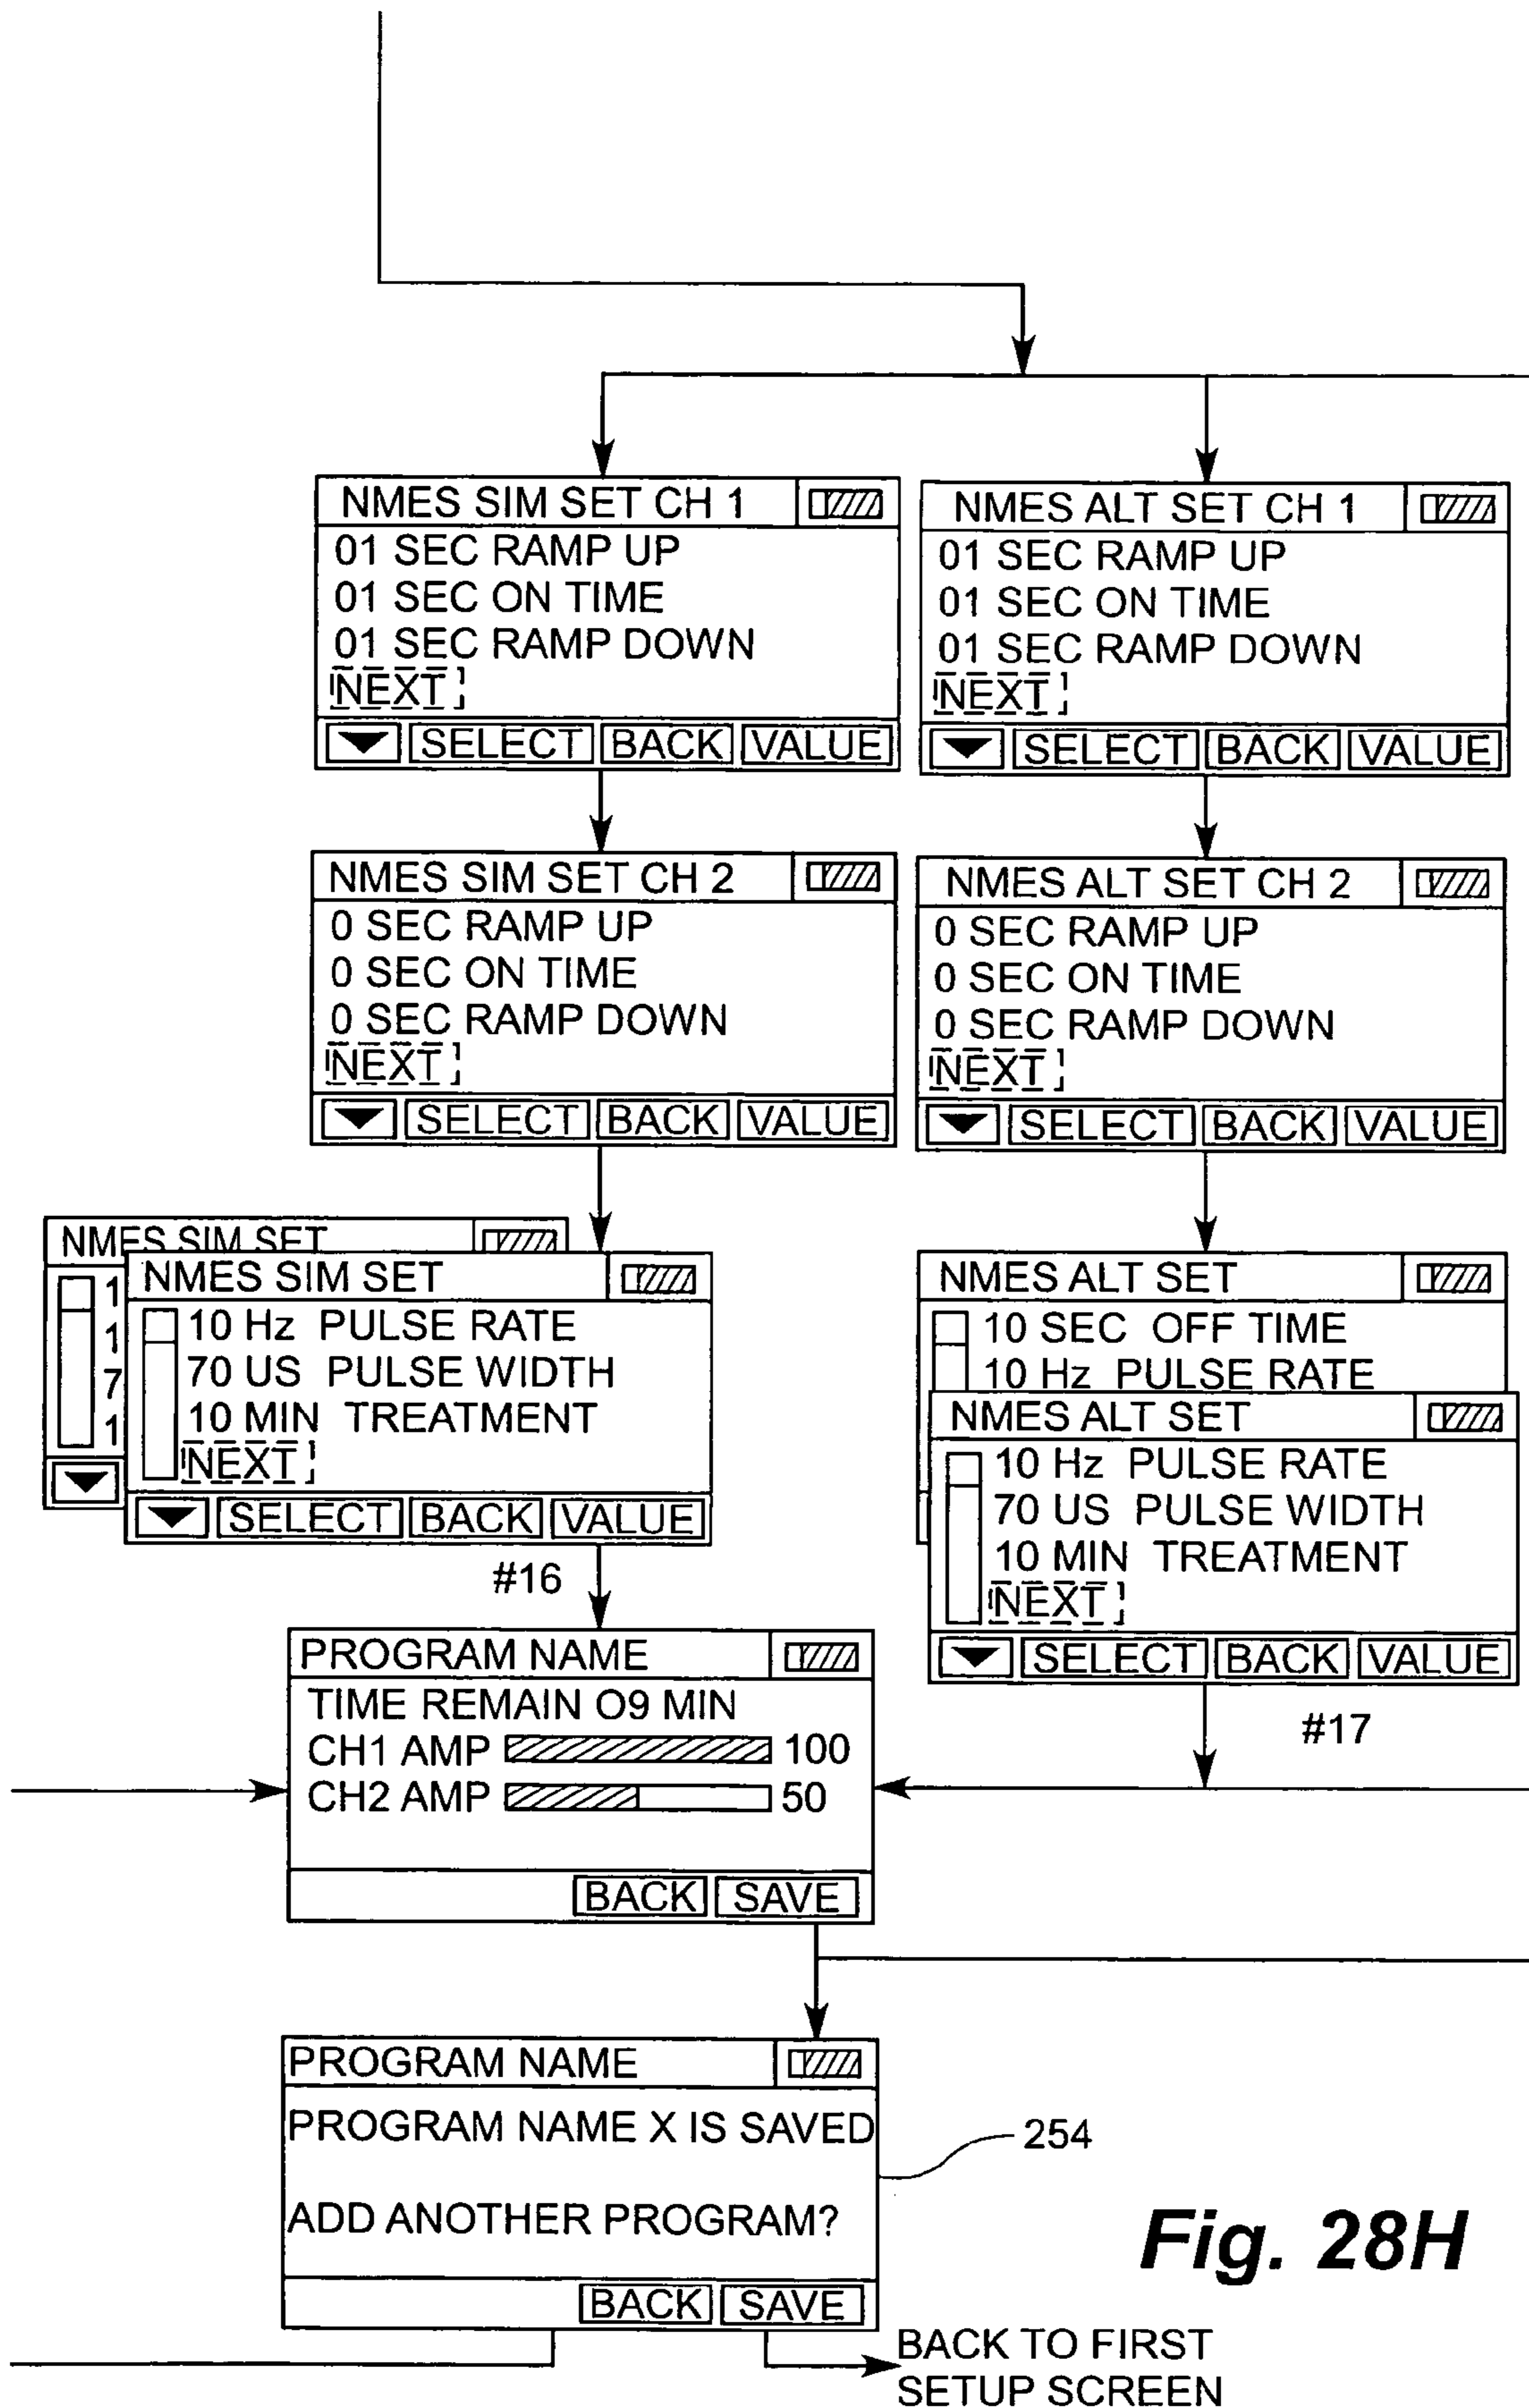 NMES SIM SET CH 1
01 SEC RAMP UP
01 SEC ON TIME
01 SEC RAMP DOWN
NEXT
SELECT BACK VALUE
NMES ALT SET CH 1
01 SEC RAMP UP
01 SEC ON TIME
01 SEC RAMP DOWN
NEXT
SELECT BACK VALUE
NMES SIM SET CH 2
0 SEC RAMP UP
0 SEC ON TIME
0 SEC RAMP DOWN
NEXT
SELECT BACK VALUE
NMES ALT SET CH 2
0 SEC RAMP UP
0 SEC ON TIME
0 SEC RAMP DOWN
NEXT
SELECT BACK VALUE
NMES SIM SET
1
1
7
1
NMES SIM SET
10 Hz PULSE RATE
70 US PULSE WIDTH
10 MIN TREATMENT
NEXT
SELECT BACK VALUE
#16
NMES ALT SET
10 SEC OFF TIME
10 Hz PULSE RATE
NMES ALT SET
10 Hz PULSE RATE
70 US PULSE WIDTH
10 MIN TREATMENT
NEXT
SELECT BACK VALUE
#17
PROGRAM NAME
TIME REMAIN O9 MIN
CH1 AMP 100
CH2 AMP 50
BACK SAVE
PROGRAM NAME
PROGRAM NAME X IS SAVED
ADD ANOTHER PROGRAM?
BACK SAVE
254
BACK TO FIRST
SETUP SCREEN
Fig. 28H